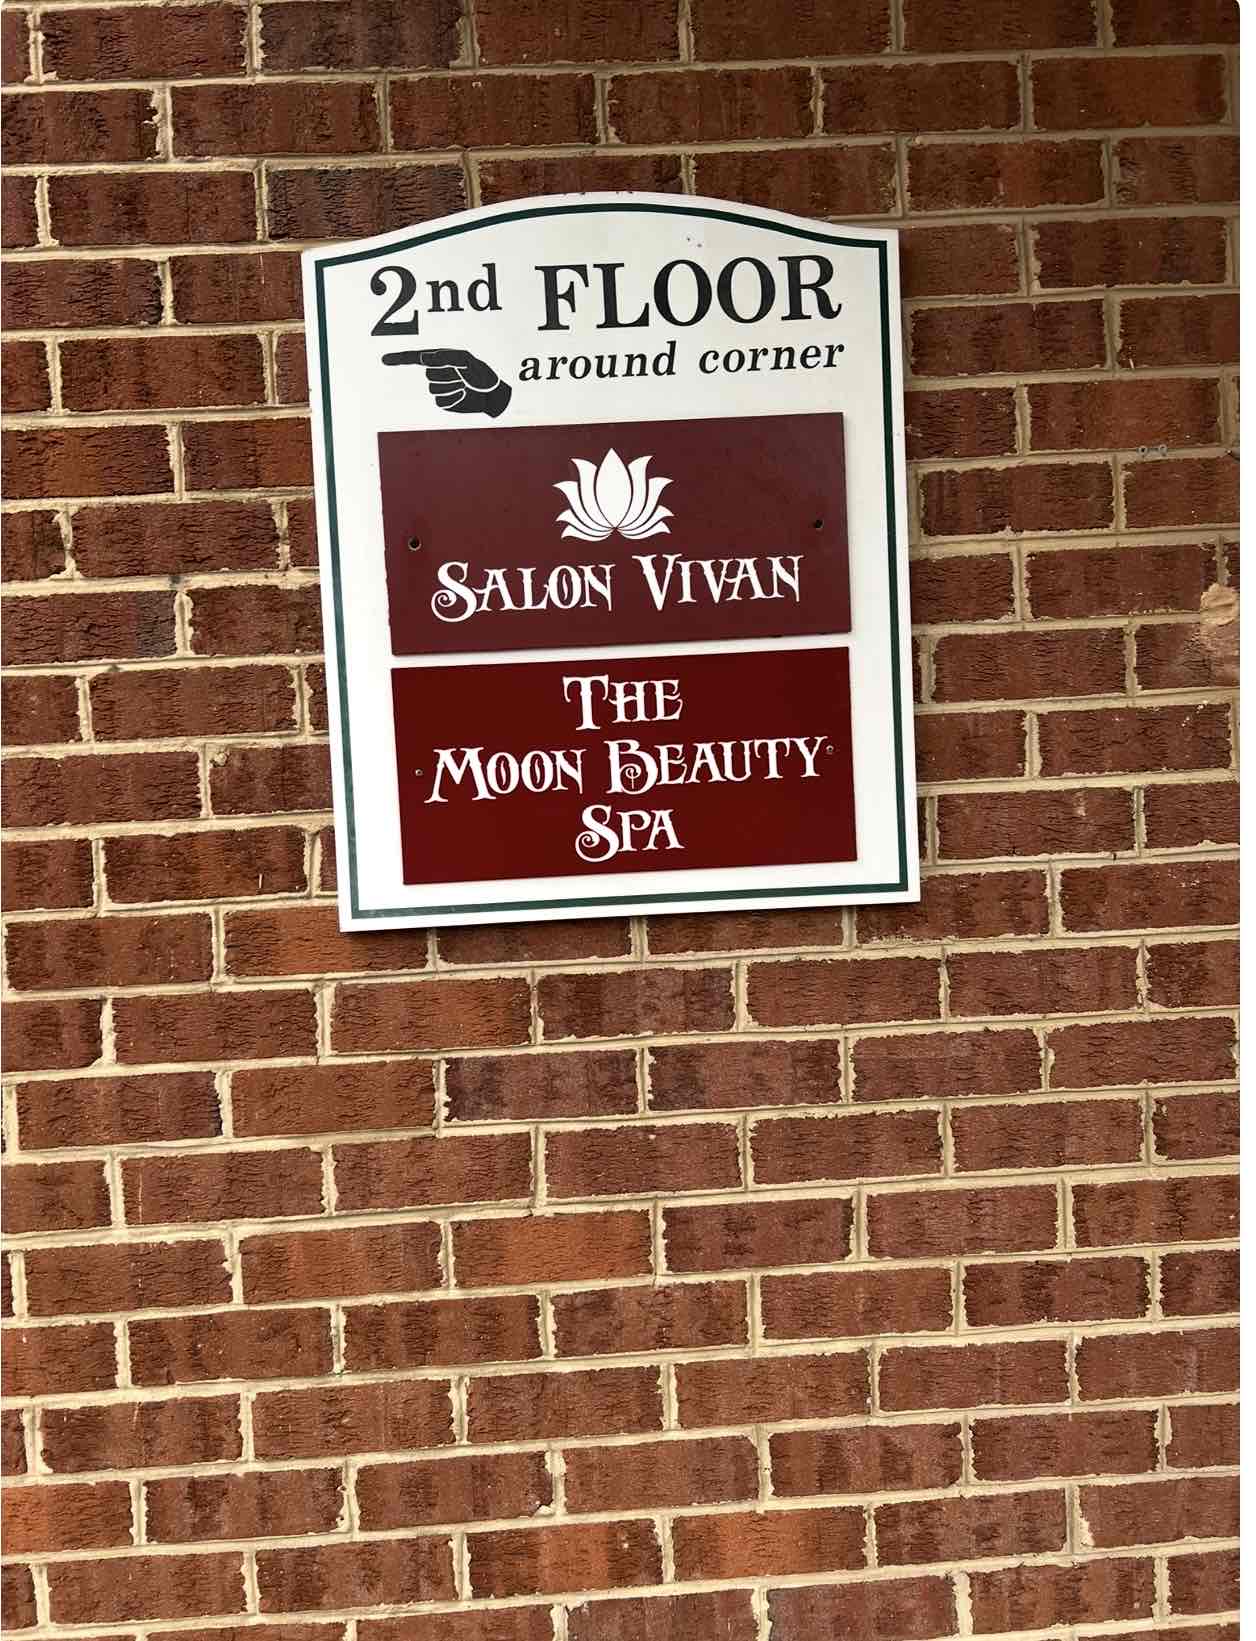 2nd FLOOR
around corner
SALON VIVAN
THE
MOON BEAUTY
SPA